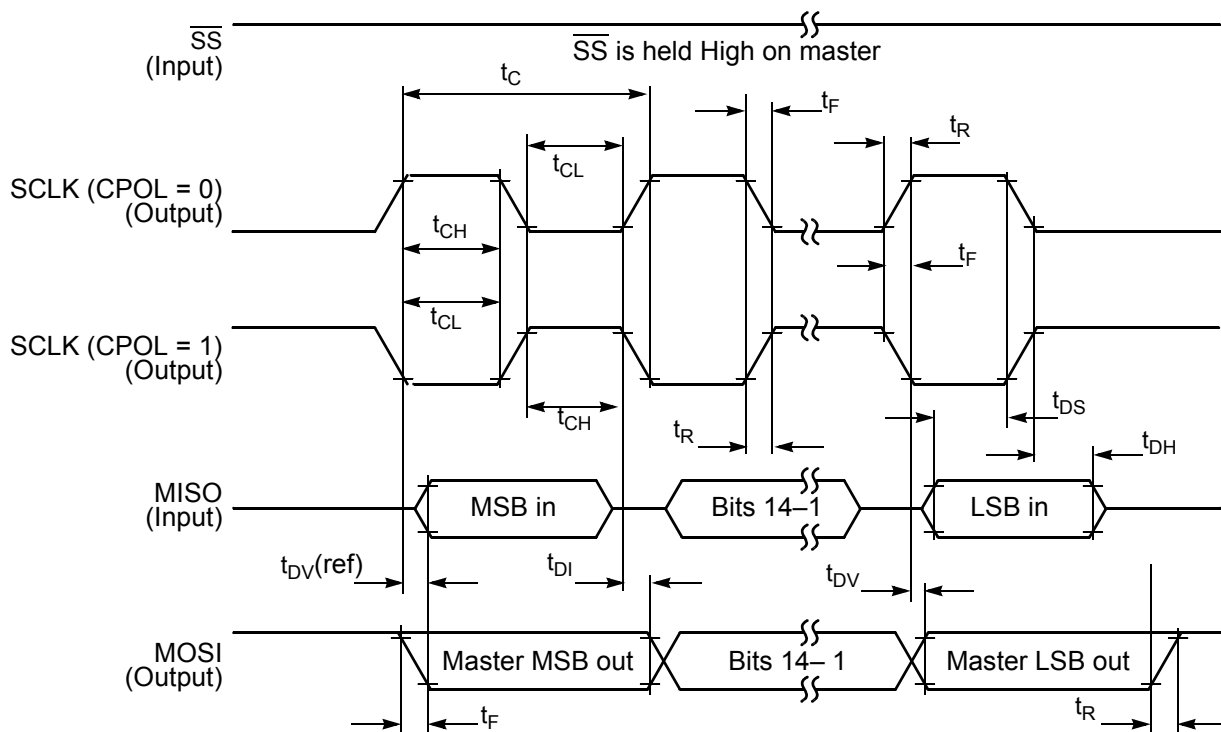 SS
(Input)
SS is held High on master
tC
tF
tR
tCL
SCLK (CPOL = 0)
(Output)
tCH
tF
tCL
SCLK (CPOL = 1)
(Output)
tCH
tR
tDS
tDH
MISO
(Input)
MSB in
Bits 14–1
LSB in
tDV(ref)
tDI
tDV
MOSI
(Output)
Master MSB out
Bits 14– 1
Master LSB out
tF
tR